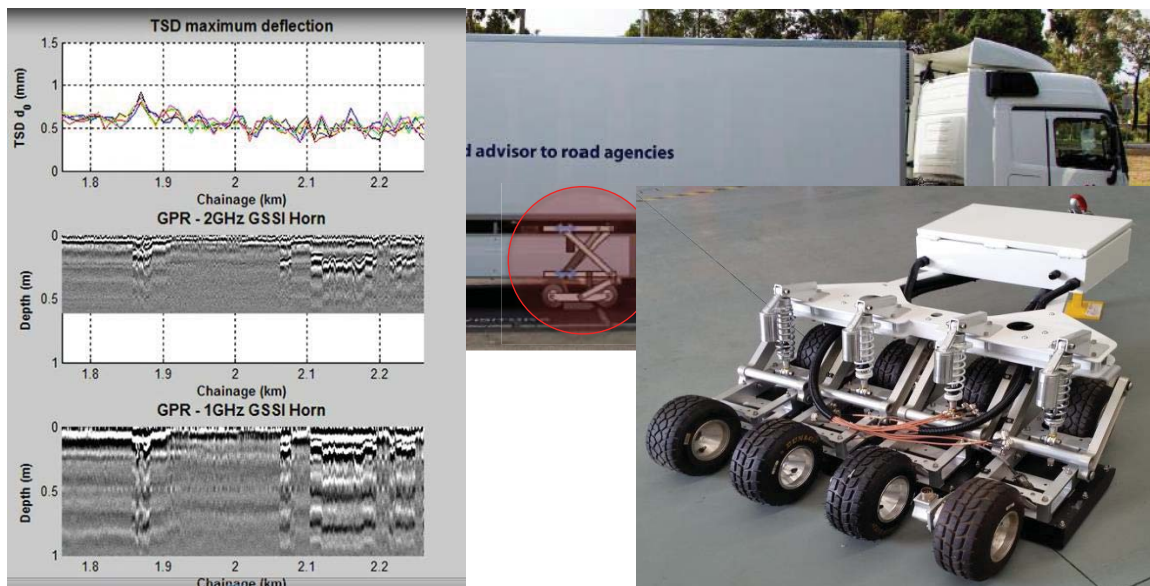 TSD maximum deflection
1.5
1
0.5
0
TSD d0 (mm)
1.8 1.9 2 2.1 2.2
Chainage (km)
GPR - 2GHz GSSI Horn
0
0.5
1
Depth (m)
1.8 1.9 2 2.1 2.2
Chainage (km)
GPR - 1GHz GSSI Horn
0
0.5
1
Depth (m)
1.8 1.9 2 2.1 2.2
Chainage (km)
d advisor to road agencies